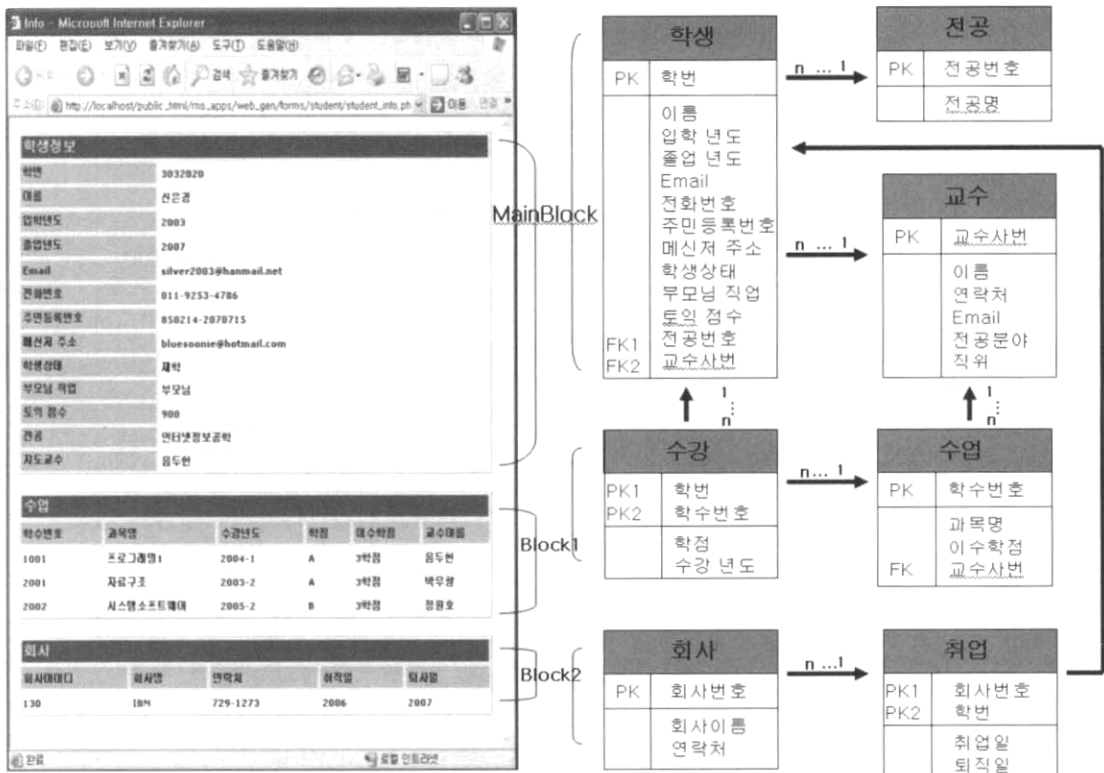 Info - Microsoft Internet Explorer
파일(F) 편집(E) 보기(V) 즐겨찾기(A) 도구(T) 도움말(H)
검색 즐겨찾기
http://localhost/public_html/ms_apps/web_gen/forms/student/student_info.ph 이동 연결
학생정보
학번 3032020
이름 신은경
입학년도 2003
졸업년도 2007
Email silver2003@hanmail.net
전화번호 011-9253-4786
주민등록번호 850214-2070715
메신저 주소 bluesoonie@hotmail.com
학생상태 재학
부모님 직업 부모님
토익 점수 900
전공 인터넷정보공학
지도교수 음두헌
수업
학수번호 과목명 수강년도 학점 이수학점 교수이름
1001 프로그래밍1 2004-1 A 3학점 음두헌
2001 자료구조 2003-2 A 3학점 박우창
2002 시스템소프트웨어 2005-2 B 3학점 정원호
회사
회사아이디 회사명 연락처 취직일 퇴사일
130 IBM 729-1273 2006 2007
완료 로컬 인트라넷
MainBlock
Block1
Block2
학생
PK 학번
이름
입학 년도
졸업 년도
Email
전화번호
주민등록번호
메신저 주소
학생상태
부모님 직업
토익 점수
FK1 전공번호
FK2 교수사번
n ... 1
전공
PK 전공번호
전공명
n ... 1
교수
PK 교수사번
이름
연락처
Email
전공분야
직위
1
n
1
n
수강
PK1 학번
PK2 학수번호
학점
수강 년도
n... 1
수업
PK 학수번호
과목명
이수학점
FK 교수사번
회사
PK 회사번호
회사이름
연락처
n ...1
취업
PK1 회사번호
PK2 학번
취업일
퇴직일